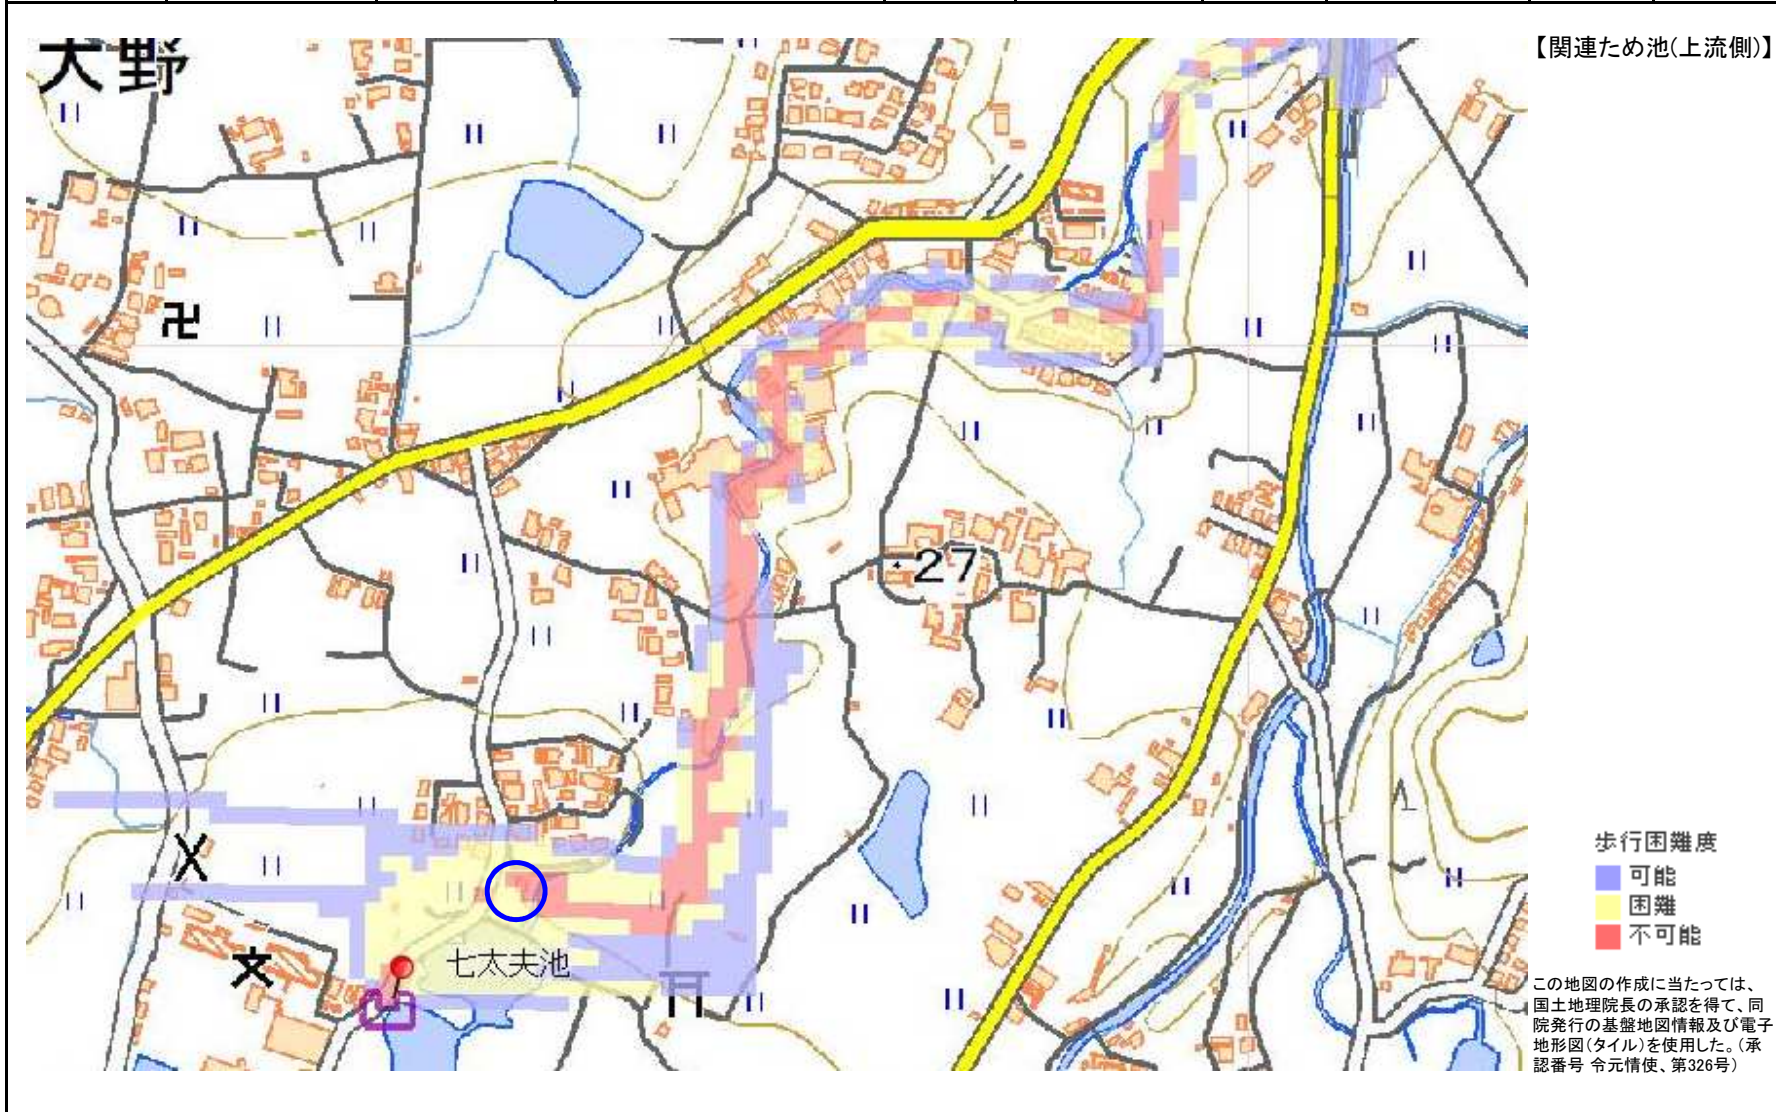 大野
【関連ため池(上流側)】
27
七太夫池
歩行困難度
可能
困難
不可能
この地図の作成に当たっては、
国土地理院長の承認を得て、同
院発行の基盤地図情報及び電子
地形図(タイル)を使用した。(承
認番号 令元情使、第326号)